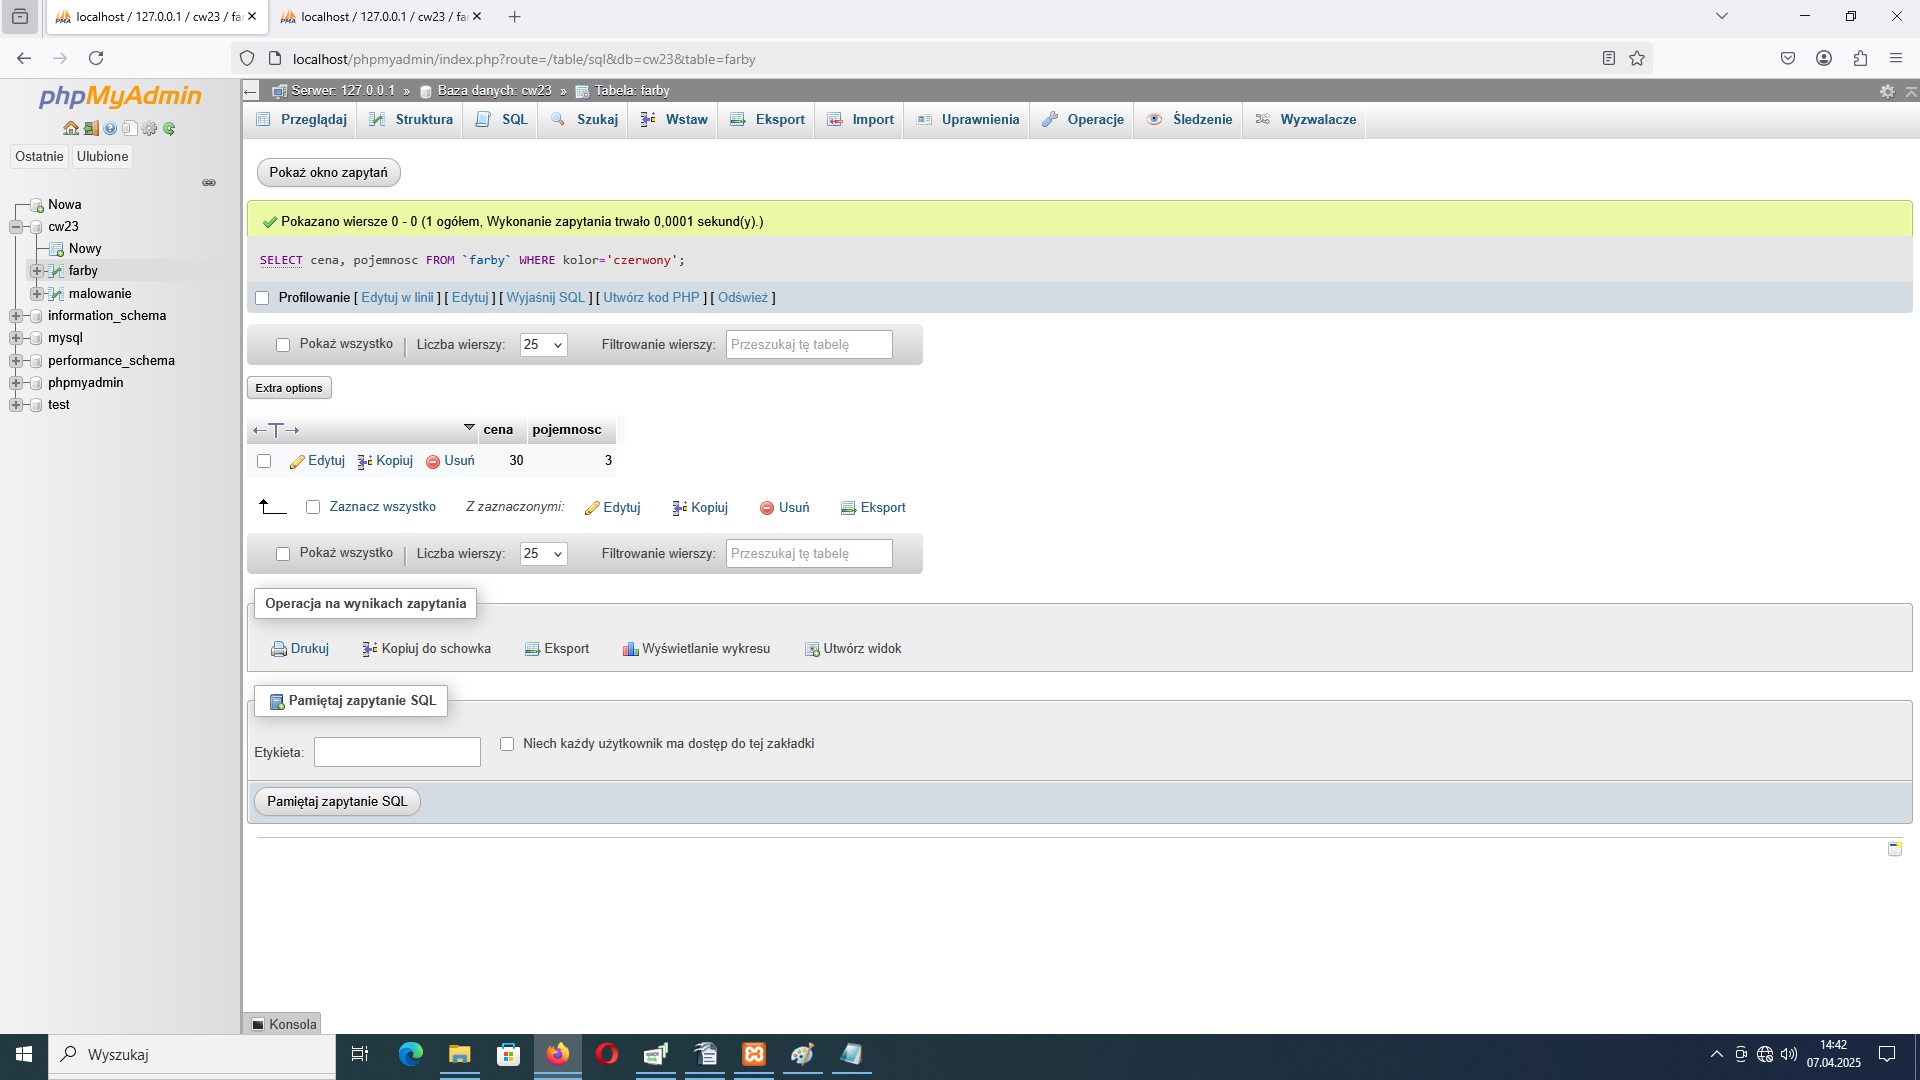 localhost / 127.0.0.1 / cw23 / fa
localhost / 127.0.0.1 / cw23 / fa
localhost/phpmyadmin/index.php?route=/table/sql&db=cw23&table=farby
phpMyAdmin
Ostatnie
Ulubione
Nowa
cw23
Nowy
farby
malowanie
information_schema
mysql
performance_schema
phpmyadmin
test
Serwer: 127.0.0.1 » Baza danych: cw23 » Tabela: farby
Przeglądaj Struktura SQL Szukaj Wstaw Eksport Import Uprawnienia Operacje Śledzenie Wyzwalacze
Pokaż okno zapytań
Pokazano wiersze 0 - 0 (1 ogółem, Wykonanie zapytania trwało 0,0001 sekund(y).)
SELECT cena, pojemnosc FROM `farby` WHERE kolor='czerwony';
Profilowanie [ Edytuj w linii ] [ Edytuj ] [ Wyjaśnij SQL ] [ Utwórz kod PHP ] [ Odśwież ]
Pokaż wszystko | Liczba wierszy: 25 Filtrowanie wierszy: Przeszukaj tę tabelę
Extra options
←T→ cena pojemnosc
Edytuj Kopiuj Usuń 30 3
Zaznacz wszystko Z zaznaczonymi: Edytuj Kopiuj Usuń Eksport
Pokaż wszystko | Liczba wierszy: 25 Filtrowanie wierszy: Przeszukaj tę tabelę
Operacja na wynikach zapytania
Drukuj Kopiuj do schowka Eksport Wyświetlanie wykresu Utwórz widok
Pamiętaj zapytanie SQL
Etykieta: Niech każdy użytkownik ma dostęp do tej zakładki
Pamiętaj zapytanie SQL
Konsola
Wyszukaj
14:42
07.04.2025